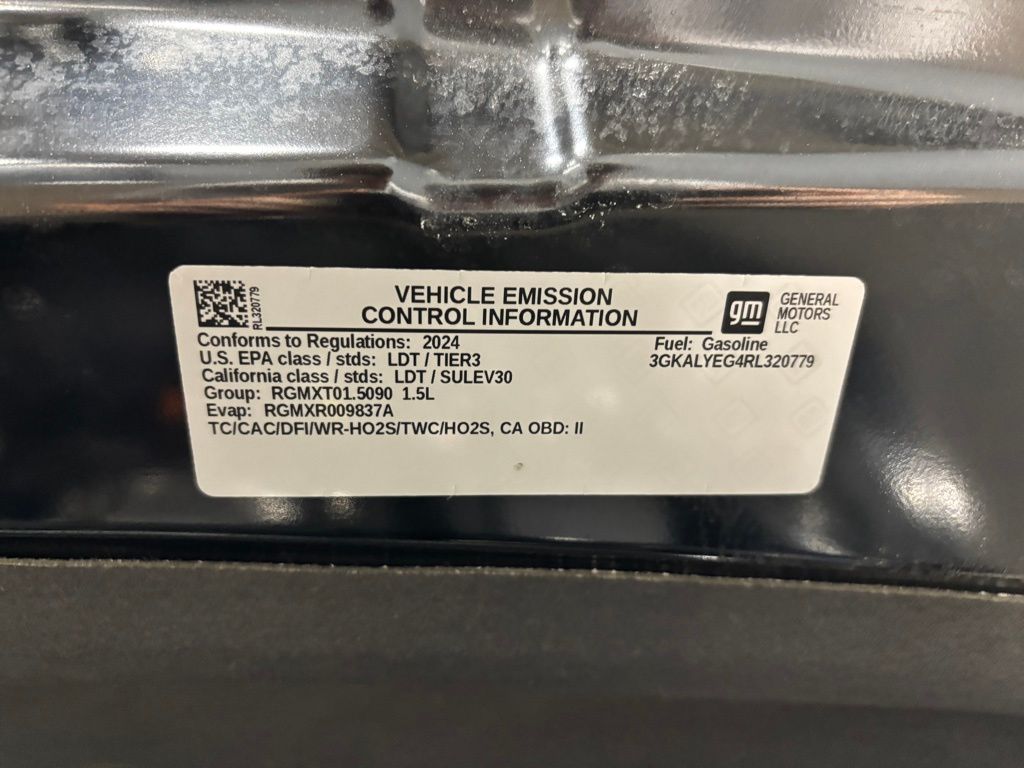 RL320779
VEHICLE EMISSION
CONTROL INFORMATION
gm
GENERAL
MOTORS
LLC
Conforms to Regulations: 2024
Fuel: Gasoline
U.S. EPA class / stds: LDT / TIER3
3GKALYEG4RL320779
California class / stds: LDT / SULEV30
Group: RGMXT01.5090 1.5L
Evap: RGMXR009837A
TC/CAC/DFI/WR-HO2S/TWC/HO2S, CA OBD: II